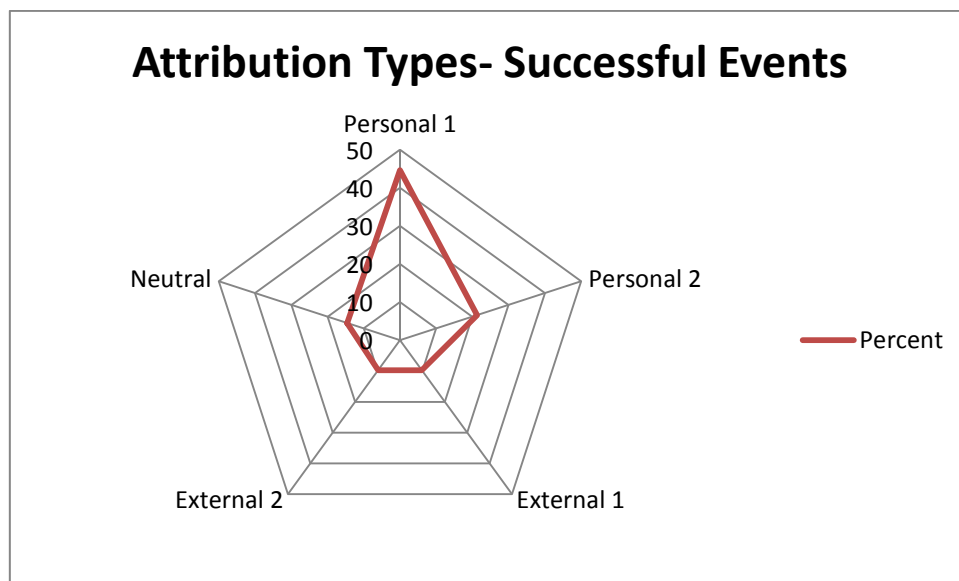 Attribution Types- Successful Events
Personal 1
50
40
30
20
10
0
Neutral
Personal 2
External 2
External 1
Percent